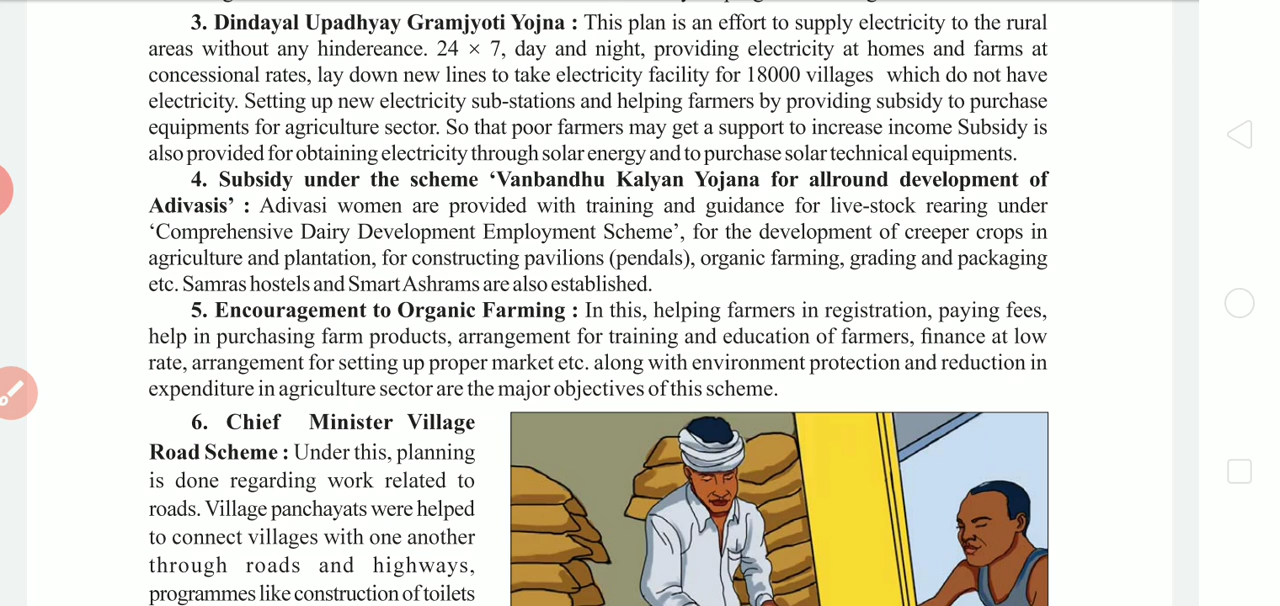 3. Dindayal Upadhyay Gramjyoti Yojna : This plan is an effort to supply electricity to the rural
areas without any hindereance. 24 × 7, day and night, providing electricity at homes and farms at
concessional rates, lay down new lines to take electricity facility for 18000 villages which do not have
electricity. Setting up new electricity sub-stations and helping farmers by providing subsidy to purchase
equipments for agriculture sector. So that poor farmers may get a support to increase income Subsidy is
also provided for obtaining electricity through solar energy and to purchase solar technical equipments.
4. Subsidy under the scheme ‘Vanbandhu Kalyan Yojana for allround development of
Adivasis’ : Adivasi women are provided with training and guidance for live-stock rearing under
‘Comprehensive Dairy Development Employment Scheme’, for the development of creeper crops in
agriculture and plantation, for constructing pavilions (pendals), organic farming, grading and packaging
etc. Samras hostels and Smart Ashrams are also established.
5. Encouragement to Organic Farming : In this, helping farmers in registration, paying fees,
help in purchasing farm products, arrangement for training and education of farmers, finance at low
rate, arrangement for setting up proper market etc. along with environment protection and reduction in
expenditure in agriculture sector are the major objectives of this scheme.
6. Chief Minister Village
Road Scheme : Under this, planning
is done regarding work related to
roads. Village panchayats were helped
to connect villages with one another
through roads and highways,
programmes like construction of toilets